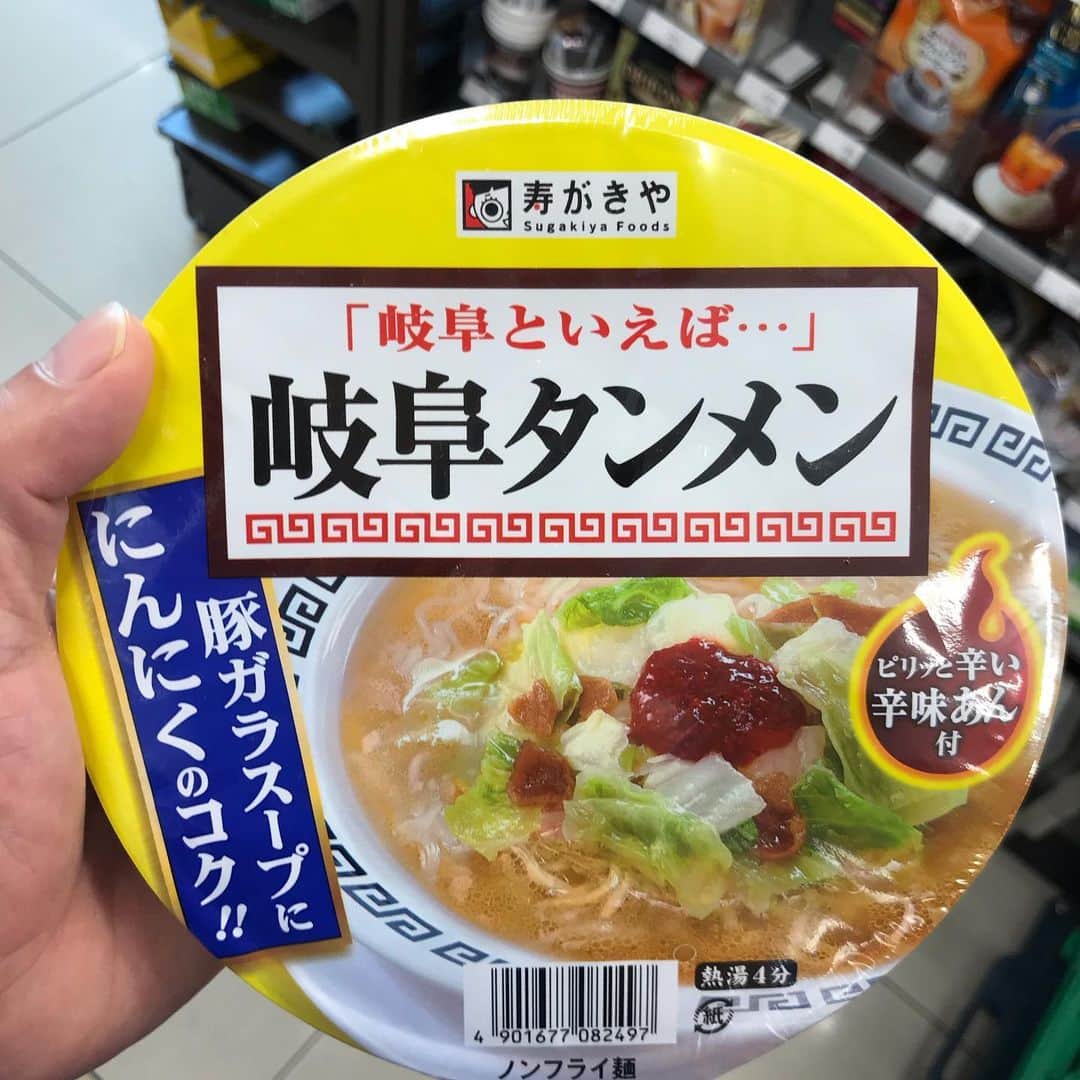 寿がきや
Sugakiya Foods
「岐阜といえば…」
岐阜タンメン
豚ガラスープに
にんにくのコク!!
ピリッと辛い
辛味あん
付
熱湯4分
紙
4 901677 082497
ノンフライ麺